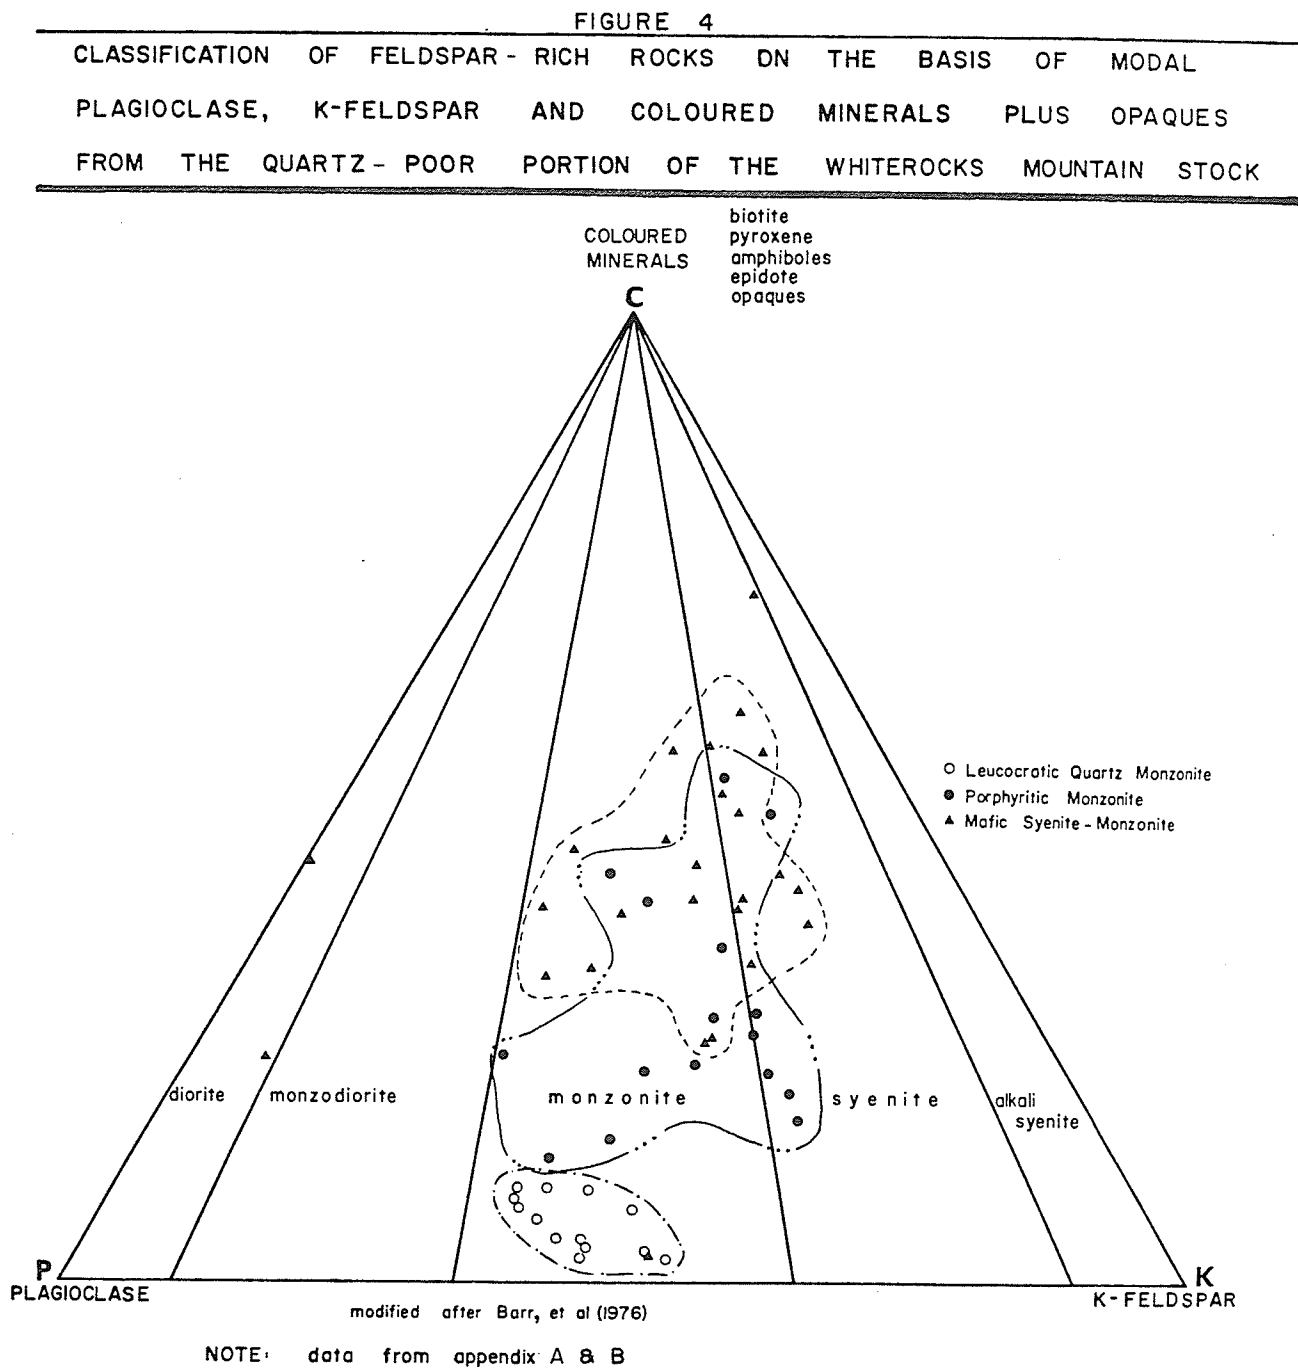 FIGURE 4
CLASSIFICATION OF FELDSPAR-RICH ROCKS ON THE BASIS OF MODAL
PLAGIOCLASE, K-FELDSPAR AND COLOURED MINERALS PLUS OPAQUES
FROM THE QUARTZ-POOR PORTION OF THE WHITEROCKS MOUNTAIN STOCK
COLOURED
MINERALS
biotite
pyroxene
amphiboles
epidote
opaques
C
Leucocratic Quartz Monzonite
Porphyritic Monzonite
Mafic Syenite-Monzonite
diorite
monzodiorite
monzonite
syenite
alkali
syenite
P
PLAGIOCLASE
K
K-FELDSPAR
modified after Barr, et al (1976)
NOTE: data from appendix A & B